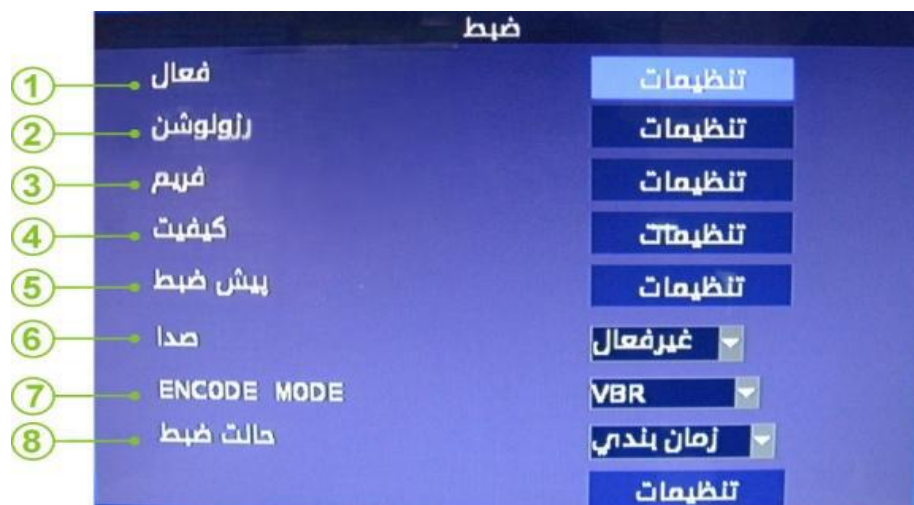 ضبط
1 فعال تنظیمات
2 رزولوشن تنظیمات
3 فریم تنظیمات
4 کیفیت تنظیمات
5 پیش ضبط تنظیمات
6 صدا غیرفعال
7 ENCODE MODE VBR
8 حالت ضبط زمان بندي
تنظیمات